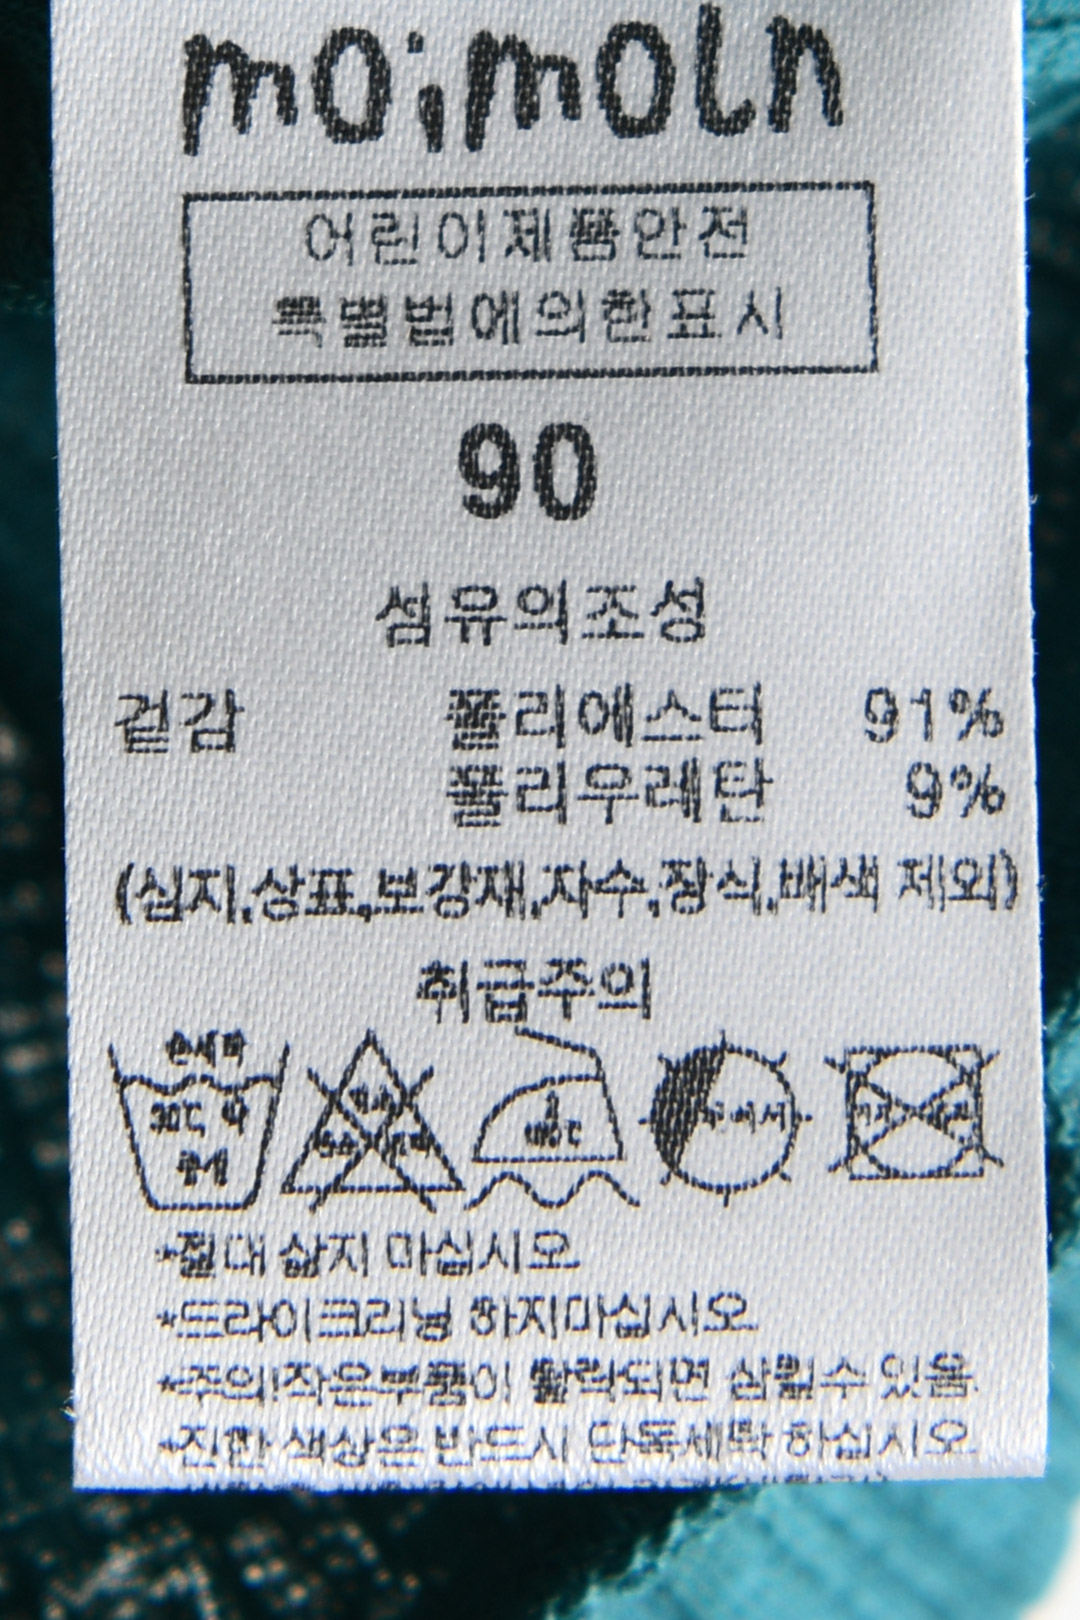 moimoln
어린이제품안전
특별법에의한표시
90
섬유의조성
겉감 폴리에스터 91%
폴리우레탄 9%
(심지,상표,보강재,자수,장식,배색 제외)
취급주의
손세탁
30℃
중성
*절대 삶지 마십시오
*드라이크리닝 하지마십시오
*주의!작은부품이 탈락되면 삼킬수 있음.
*진한 색상은 반드시 단독세탁 하십시오